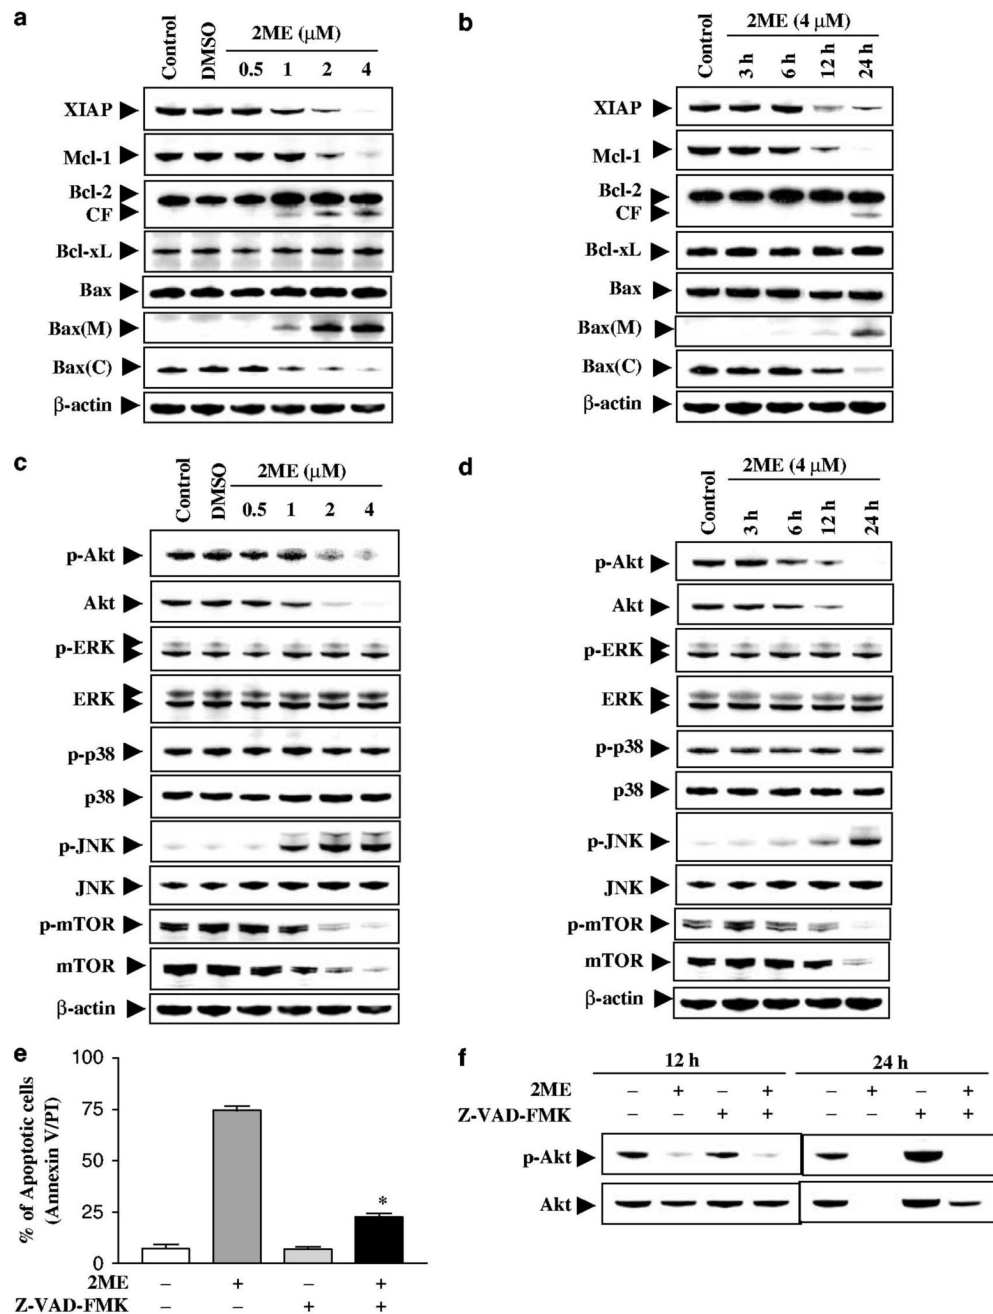 a
Control
DMSO
2ME (μM)
0.5 1 2 4
XIAP
Mcl-1
Bcl-2
CF
Bcl-xL
Bax
Bax(M)
Bax(C)
β-actin
b
Control
2ME (4 μM)
3 h 6 h 12 h 24 h
XIAP
Mcl-1
Bcl-2
CF
Bcl-xL
Bax
Bax(M)
Bax(C)
β-actin
c
Control
DMSO
2ME (μM)
0.5 1 2 4
p-Akt
Akt
p-ERK
ERK
p-p38
p38
p-JNK
JNK
p-mTOR
mTOR
β-actin
d
Control
2ME (4 μM)
3 h 6 h 12 h 24 h
p-Akt
Akt
p-ERK
ERK
p-p38
p38
p-JNK
JNK
p-mTOR
mTOR
β-actin
e
% of Apoptotic cells
(Annexin V/PI)
100
75
50
25
0
*
2ME – + – +
Z-VAD-FMK – – + +
f
12 h 24 h
2ME – + – + – + – +
Z-VAD-FMK – – + + – – + +
p-Akt
Akt